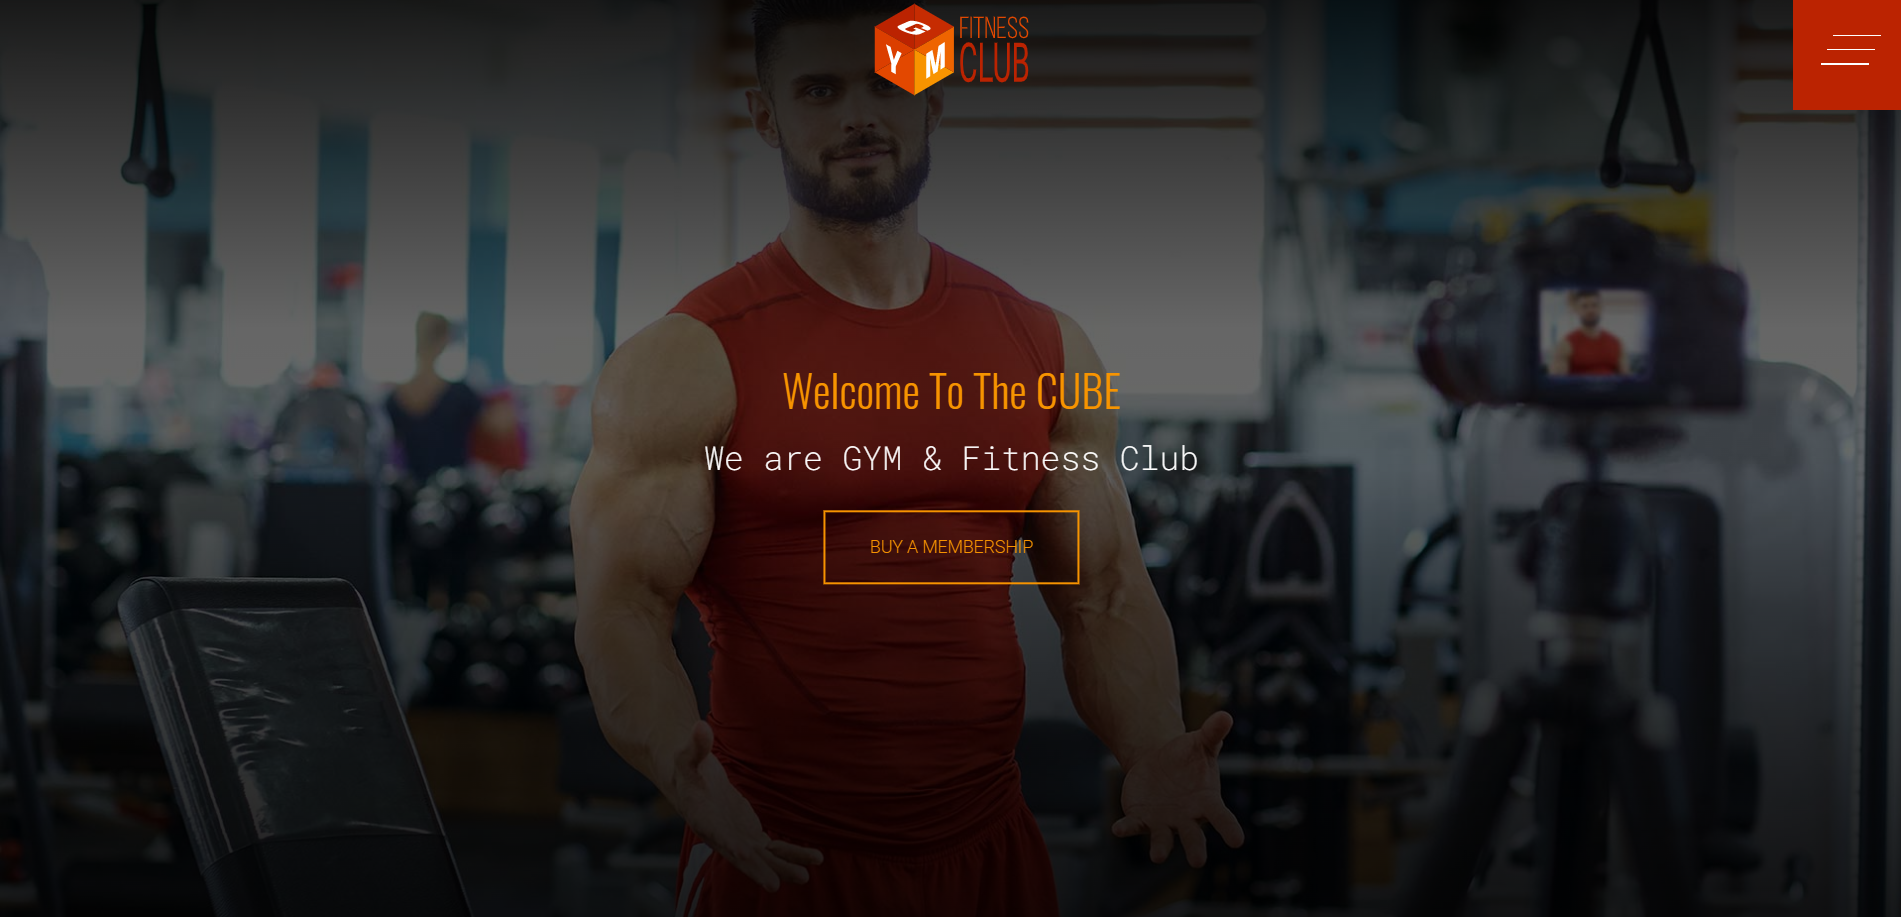 G
Y M
FITNESS
CLUB
Welcome To The CUBE
We are GYM & Fitness Club
BUY A MEMBERSHIP